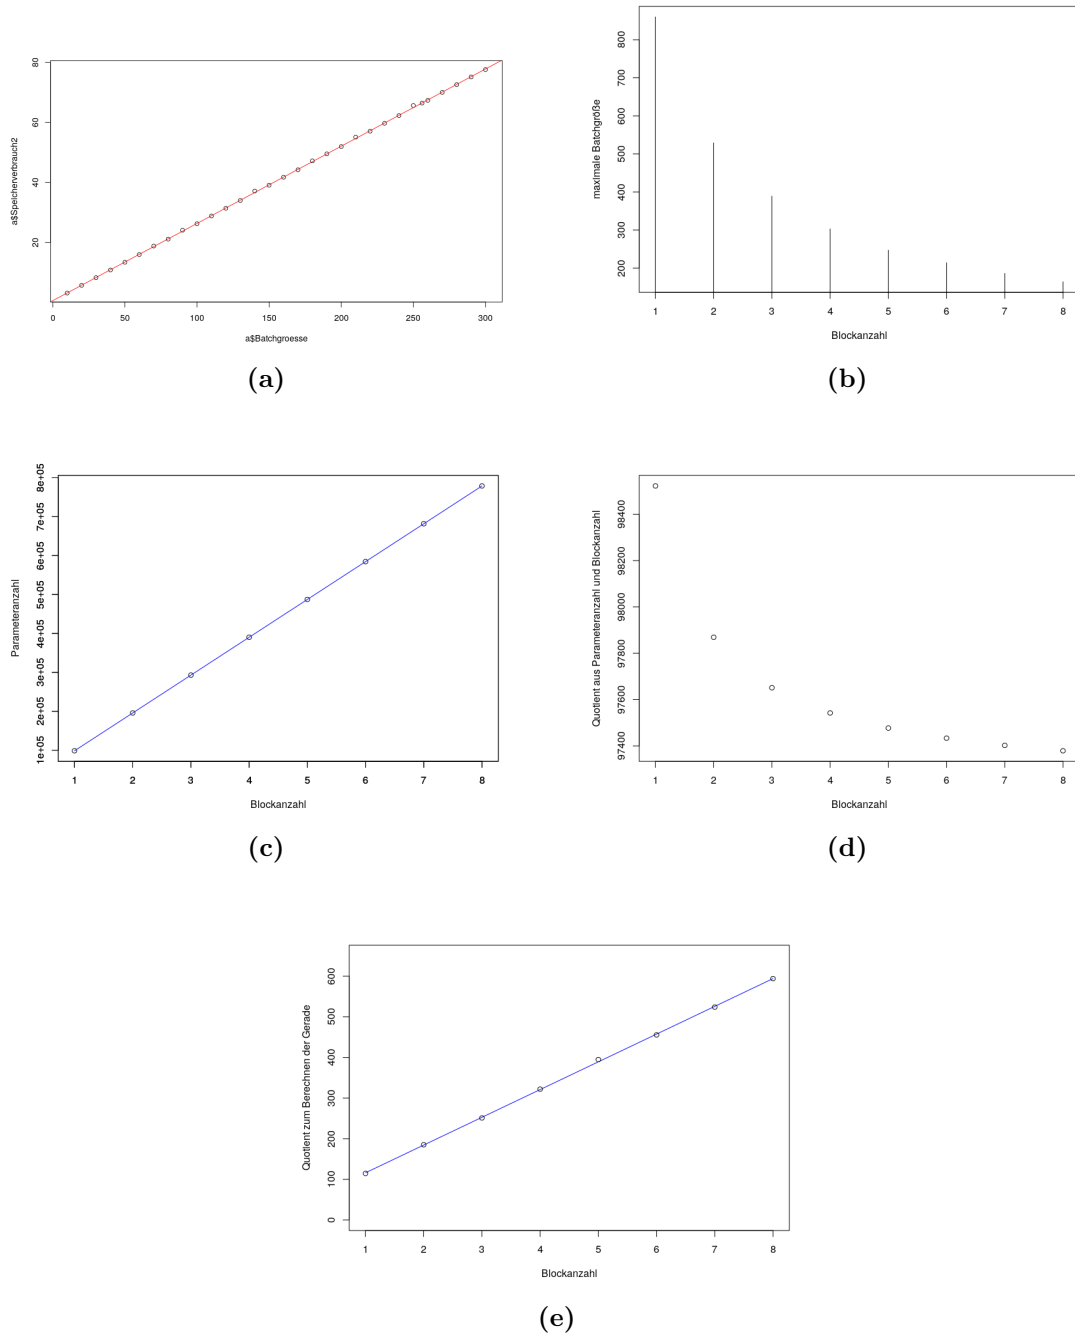 80
60
40
20
a$Speicherverbrauch2
0 50 100 150 200 250 300
a$Batchgroesse
(a)
800
700
600
500
400
300
200
maximale Batchgröße
1 2 3 4 5 6 7 8
Blockanzahl
(b)
8e+05
7e+05
6e+05
5e+05
4e+05
3e+05
2e+05
1e+05
Parameteranzahl
1 2 3 4 5 6 7 8
Blockanzahl
(c)
98400
98200
98000
97800
97600
97400
Quotient aus Parameteranzahl und Blockanzahl
1 2 3 4 5 6 7 8
Blockanzahl
(d)
600
500
400
300
200
100
0
Quotient zum Berechnen der Gerade
1 2 3 4 5 6 7 8
Blockanzahl
(e)